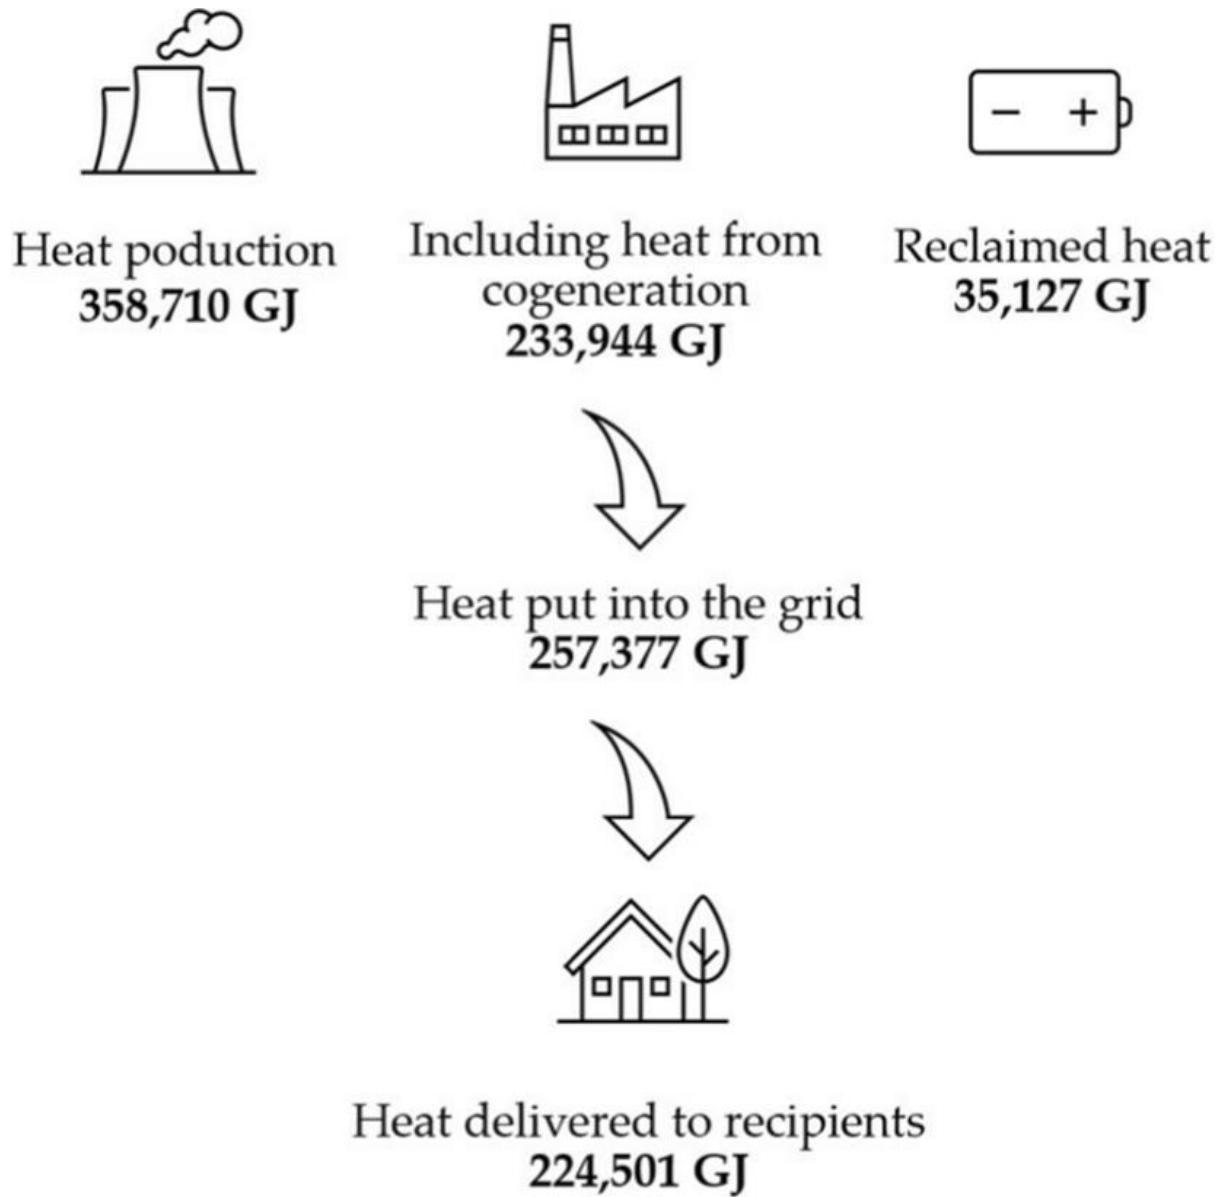 Heat poduction
358,710 GJ
Including heat from
cogeneration
233,944 GJ
Reclaimed heat
35,127 GJ
Heat put into the grid
257,377 GJ
Heat delivered to recipients
224,501 GJ